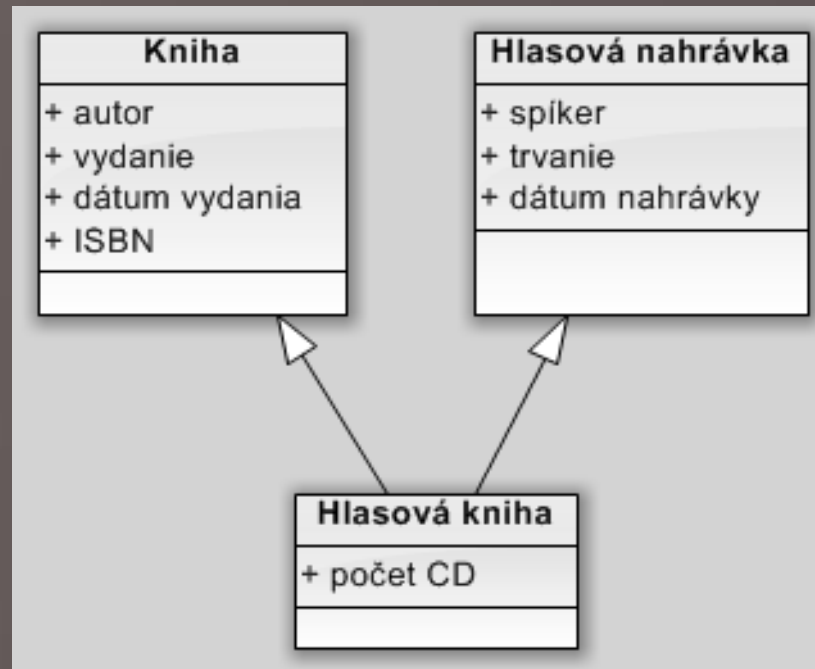 Kniha
+ autor
+ vydanie
+ dátum vydania
+ ISBN
Hlasová nahrávka
+ spíker
+ trvanie
+ dátum nahrávky
Hlasová kniha
+ počet CD